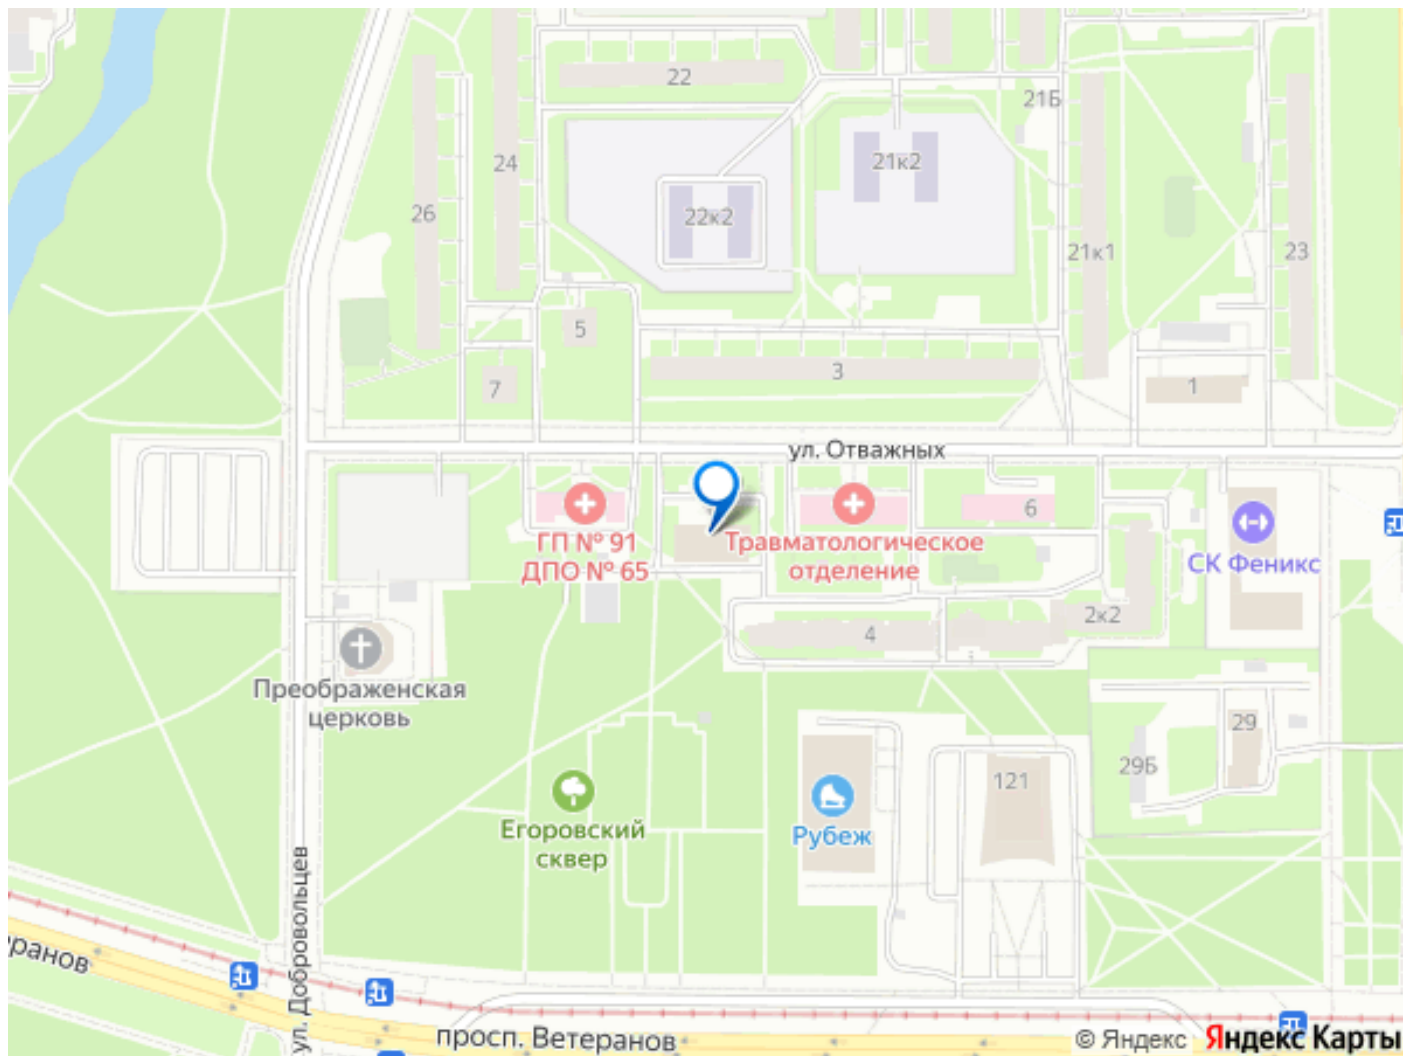 22
21Б
24
21к2
22к2
26
21к1
23
5
3
7
1
ул. Отважных
6
ГП № 91
ДПО № 65
Травматологическое
отделение
СК Феникс
2к2
4
Преображенская
церковь
29
29Б
121
Егоровский
сквер
Рубеж
ул. Добровольцев
еранов
просп. Ветеранов
© Яндекс Яндекс Карты